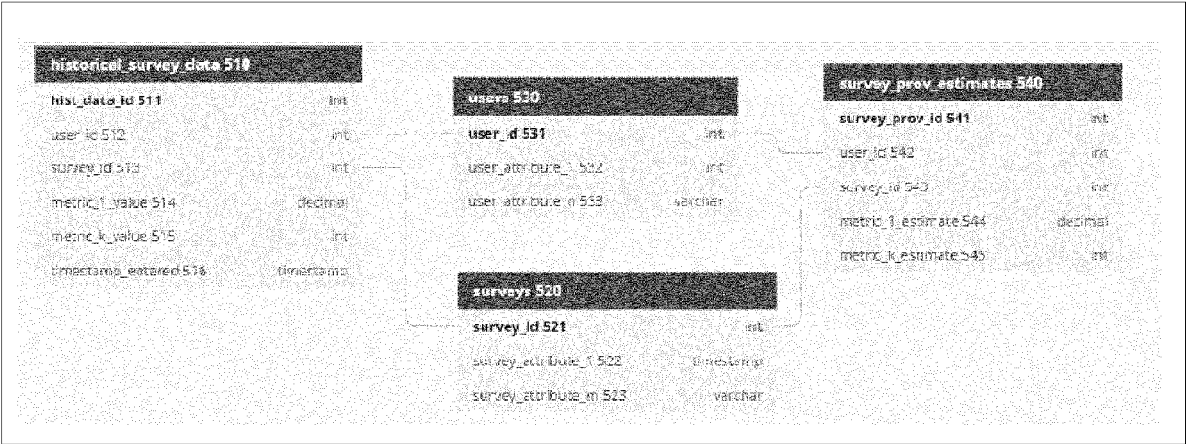 historical_survey_data 510
hist_data_id 511 int
user_id 512 int
survey_id 513 int
metric_1_value 514 decimal
metric_k_value 515 int
timestamp_entered 516 timestamp
users 530
user_id 531 int
user_attribute_1 532 int
user_attribute_n 533 varchar
surveys 520
survey_id 521 int
survey_attribute_1 522 timestamp
survey_attribute_m 523 varchar
survey_prov_estimates 540
survey_prov_id 541 int
user_id 542 int
survey_id 543 int
metric_1_estimate 544 decimal
metric_k_estimate 545 int